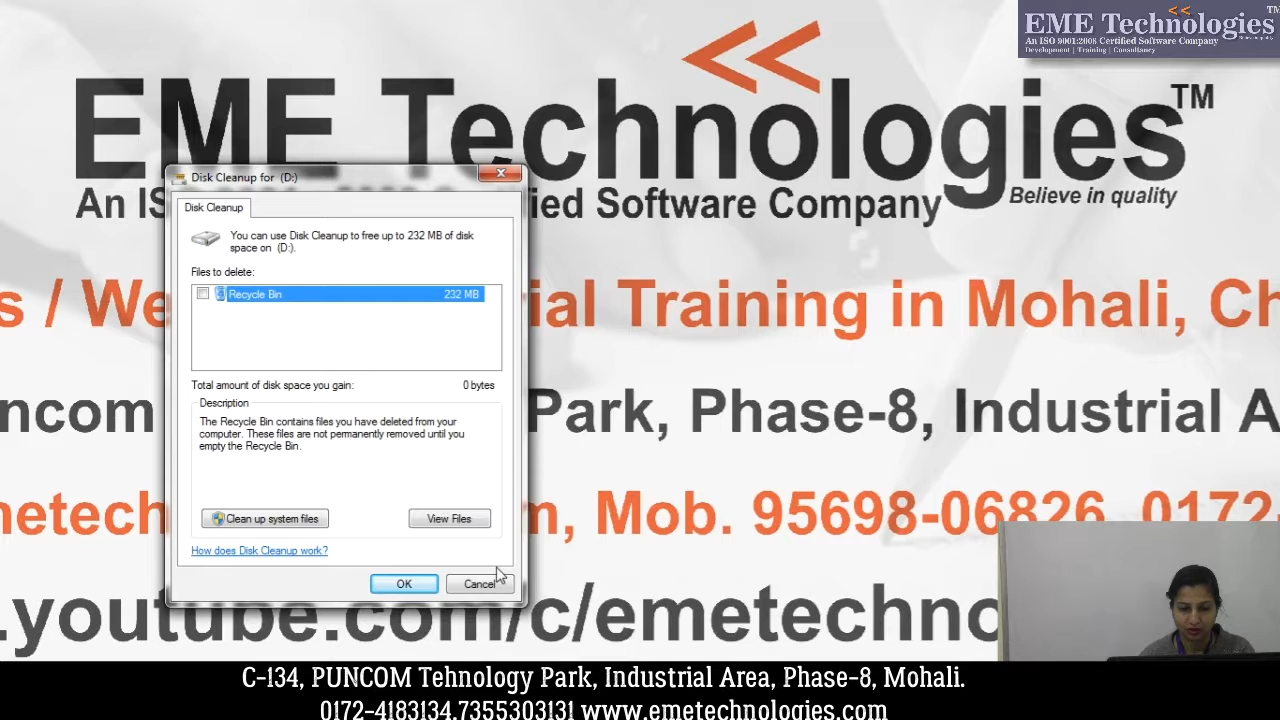 EME Technologies TM
An ISO 9001:2008 Certified Software Company
Development | Training | Consultancy
EME Technologies TM
An IS
ied Software Company
Believe in quality
Disk Cleanup for (D:)
Disk Cleanup
You can use Disk Cleanup to free up to 232 MB of disk
space on (D:).
Files to delete:
Recycle Bin 232 MB
Total amount of disk space you gain: 0 bytes
Description
The Recycle Bin contains files you have deleted from your
computer. These files are not permanently removed until you
empty the Recycle Bin.
Clean up system files View Files
How does Disk Cleanup work?
OK Cancel
s / We ial Training in Mohali, Ch
uncom Park, Phase-8, Industrial A
metech m, Mob. 95698-06826, 0172
.youtube.com/c/emetechno
C-134, PUNCOM Tehnology Park, Industrial Area, Phase-8, Mohali.
0172-4183134,7355303131 www.emetechnologies.com